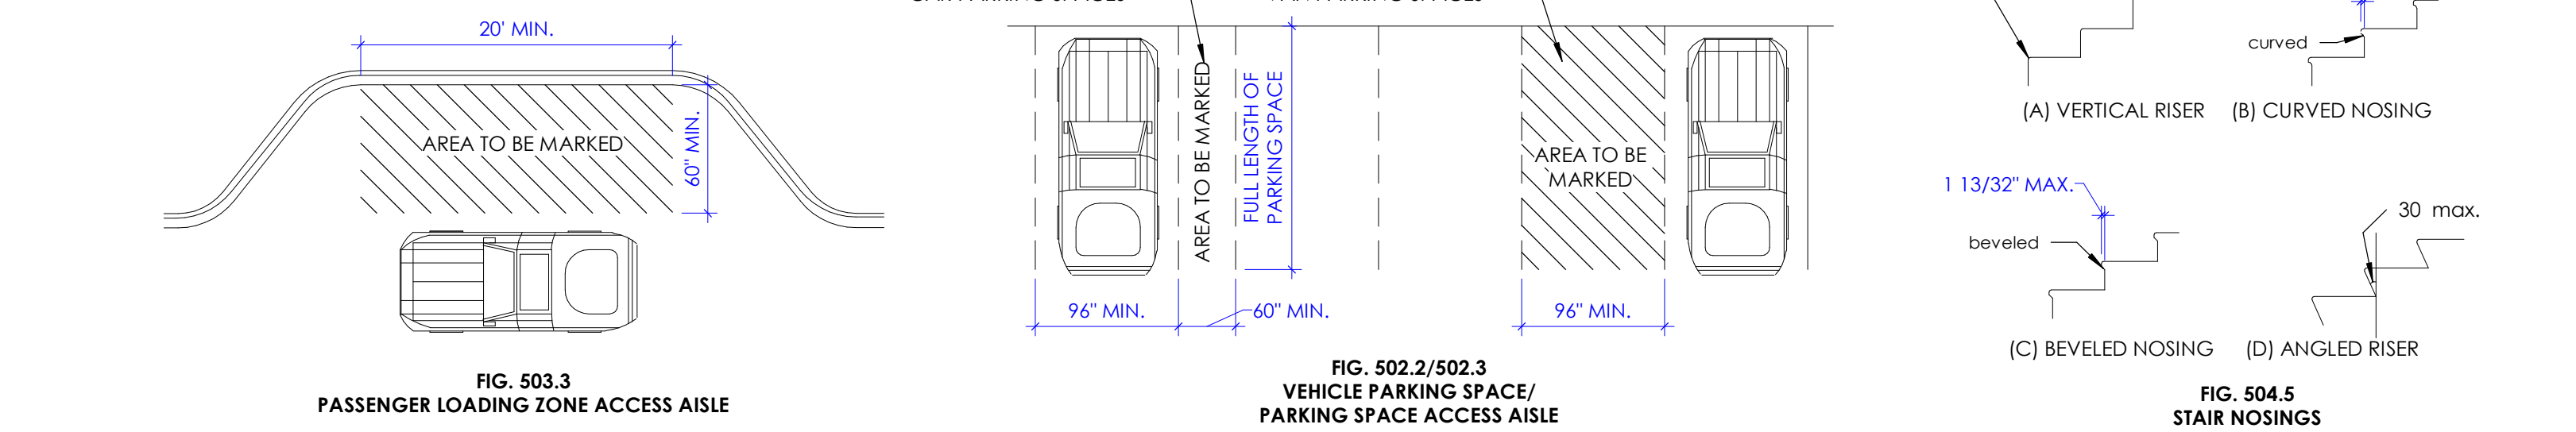 20' MIN.
AREA TO BE MARKED
60" MIN.
FIG. 503.3
PASSENGER LOADING ZONE ACCESS AISLE
AREA TO BE MARKED
FULL LENGTH OF
PARKING SPACE
AREA TO BE
MARKED
96" MIN.
60" MIN.
96" MIN.
FIG. 502.2/502.3
VEHICLE PARKING SPACE/
PARKING SPACE ACCESS AISLE
curved
(A) VERTICAL RISER
(B) CURVED NOSING
1 13/32" MAX.
30 max.
beveled
(C) BEVELED NOSING
(D) ANGLED RISER
FIG. 504.5
STAIR NOSINGS